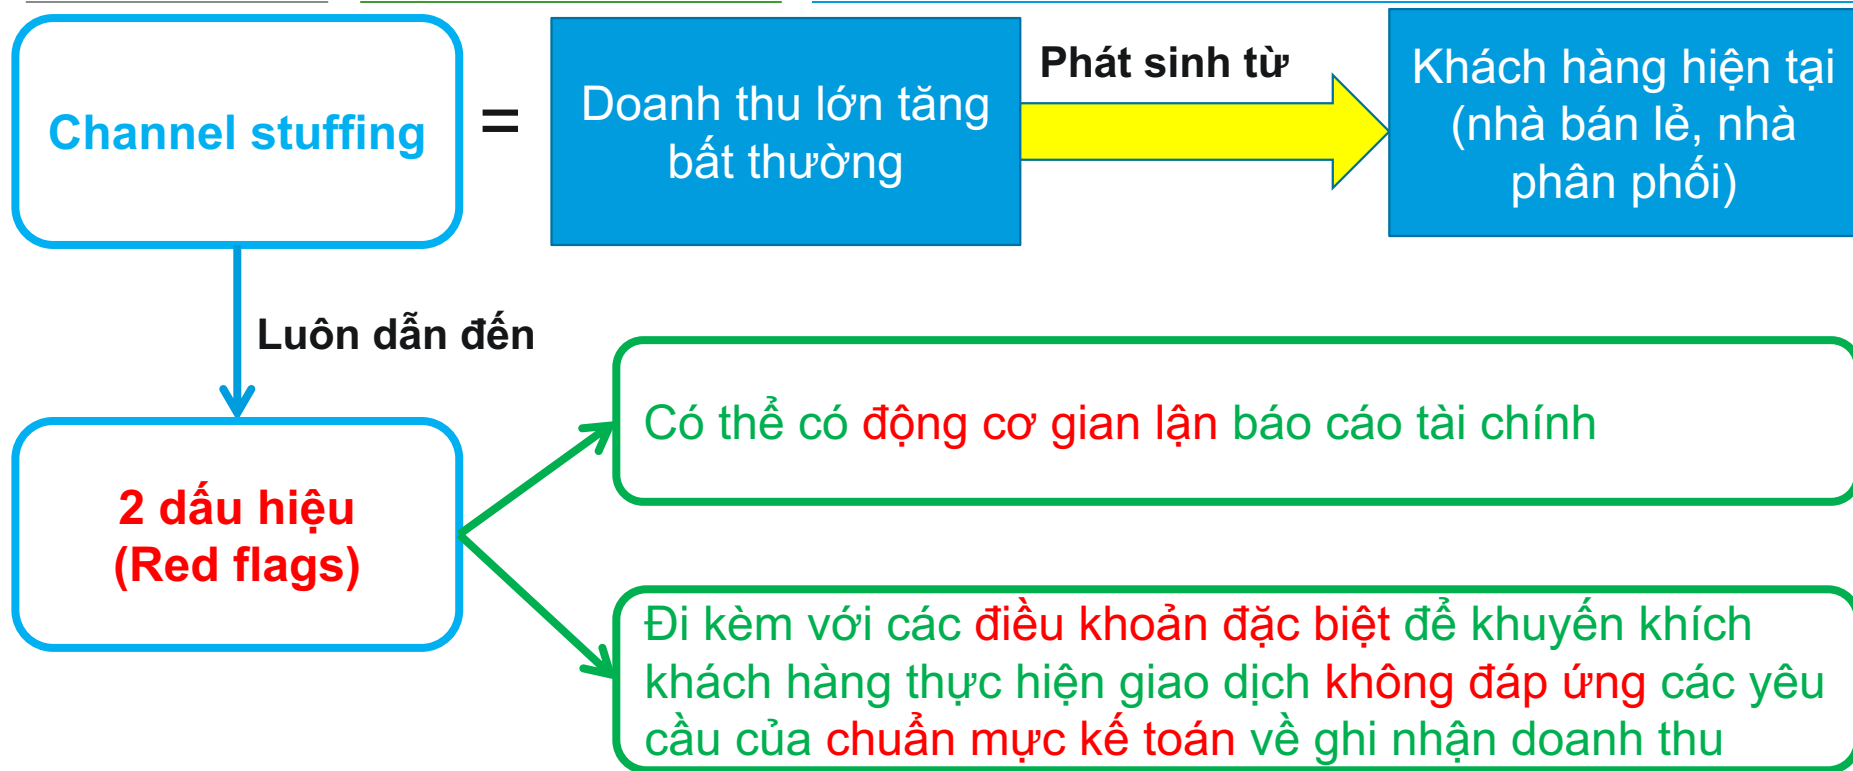 Channel stuffing
=
Doanh thu lớn tăng
bất thường
Phát sinh từ
Khách hàng hiện tại
(nhà bán lẻ, nhà
phân phối)
Luôn dẫn đến
2 dấu hiệu
(Red flags)
Có thể có động cơ gian lận báo cáo tài chính
Đi kèm với các điều khoản đặc biệt để khuyến khích
khách hàng thực hiện giao dịch không đáp ứng các yêu
cầu của chuẩn mực kế toán về ghi nhận doanh thu